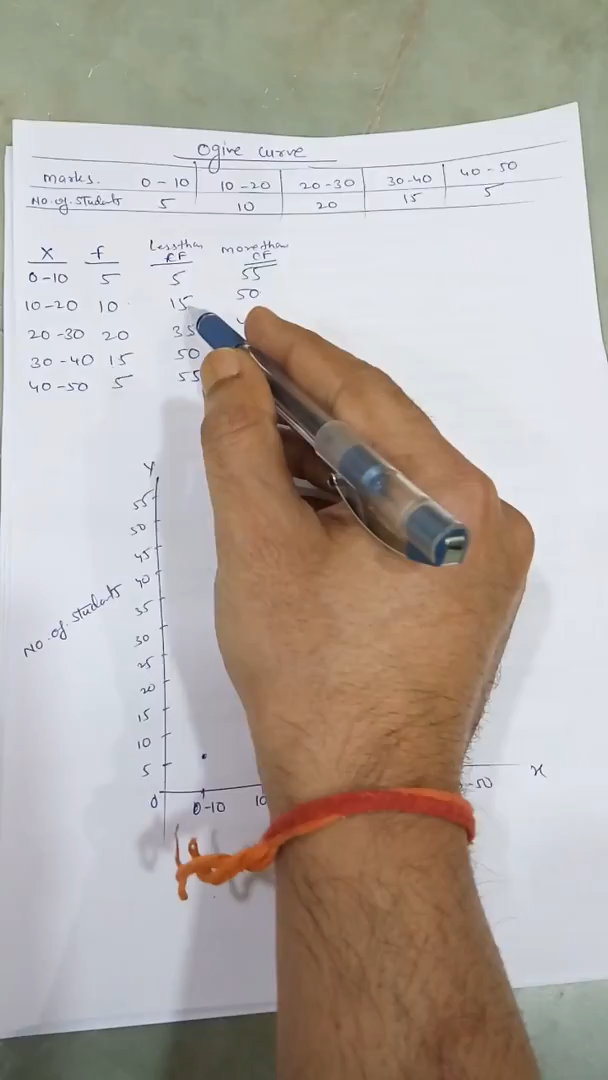 Ogive curve
marks. 0-10 10-20 20-30 30-40 40-50
No. of. students 5 10 20 15 5
X f Less than CF more than CF
0-10 5 5 55
10-20 10 15 50
20-30 20 35
30-40 15 50
40-50 5 55
Y
55
50
45
40
35
30
25
20
15
10
5
No. of. students
0 0-10 10 -50 x